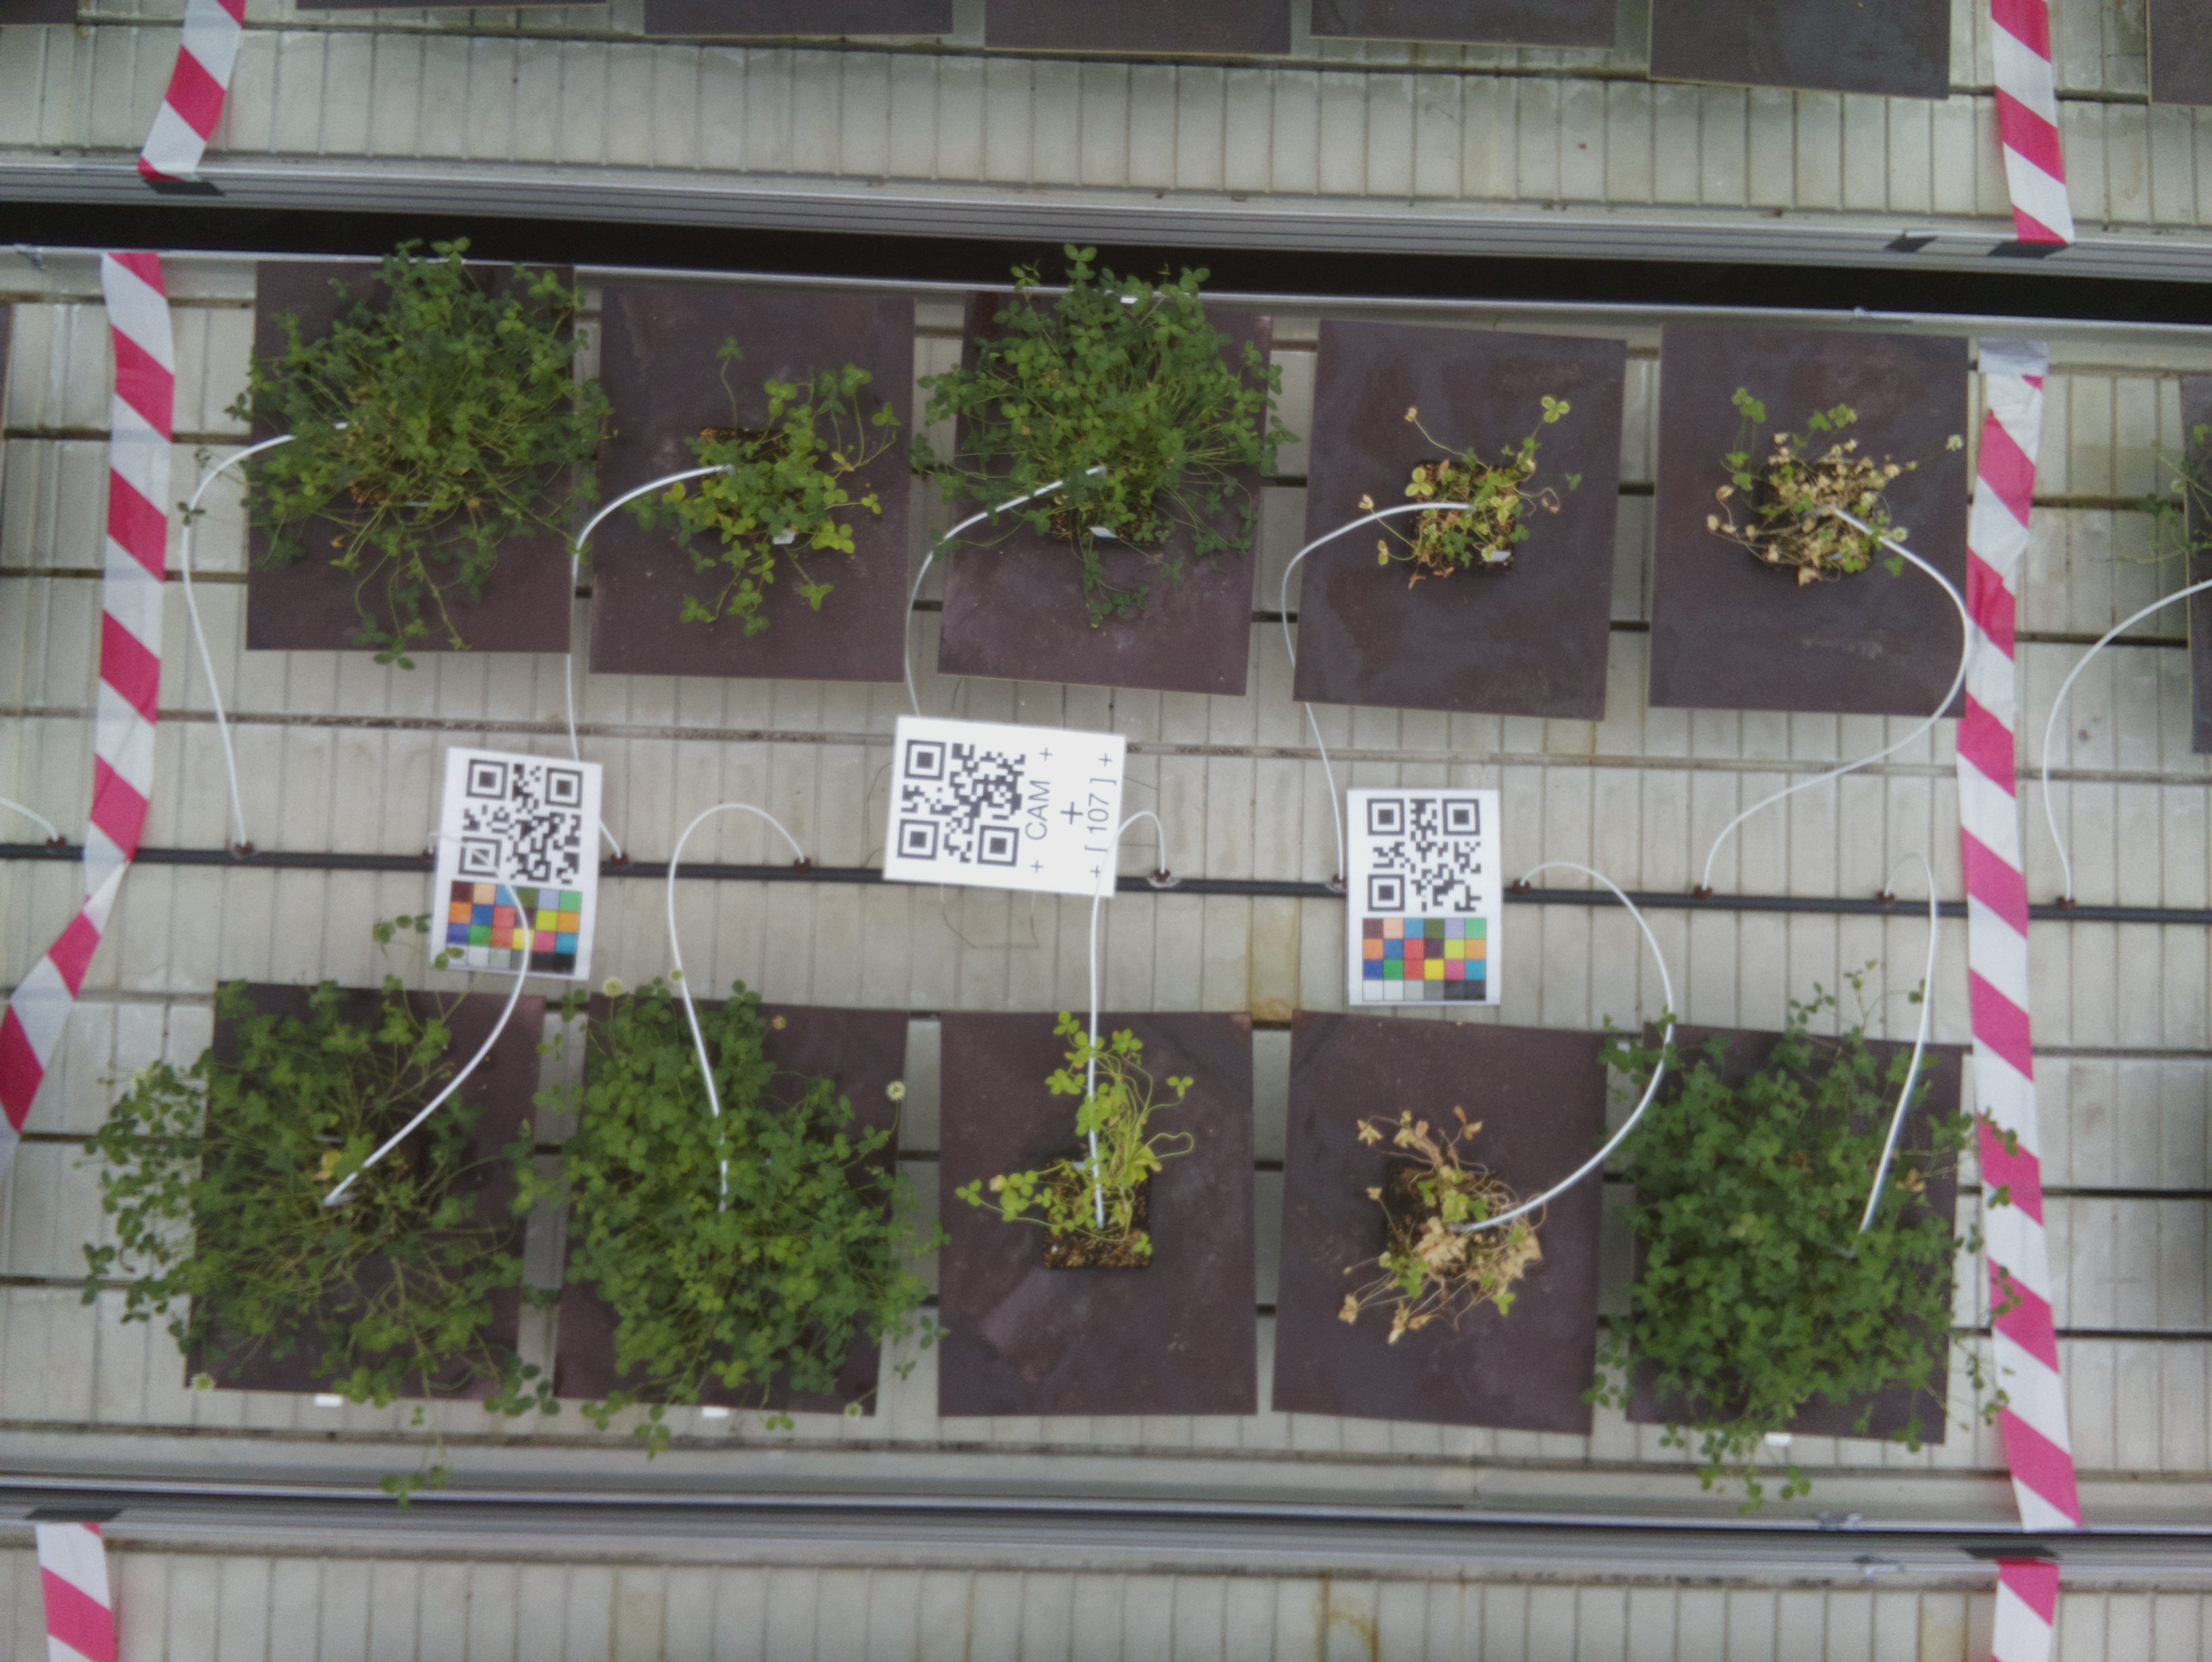 + CAM +
+
+ [ 107 ] +